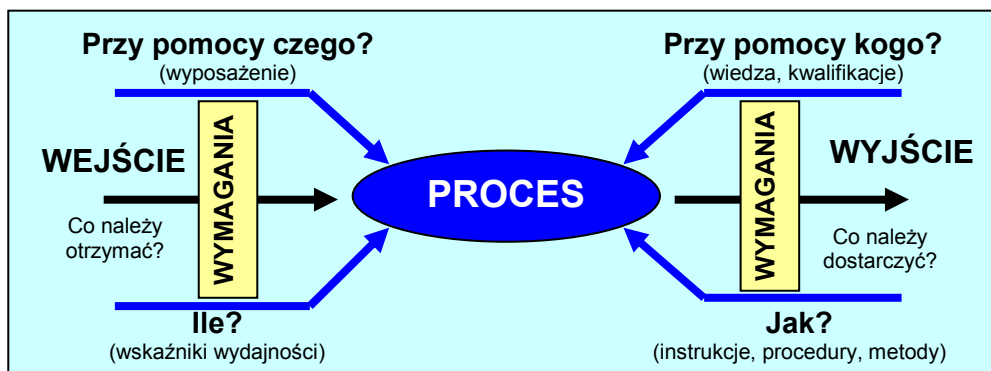 Przy pomocy czego?
(wyposażenie)
Przy pomocy kogo?
(wiedza, kwalifikacje)
WEJŚCIE
Co należy
otrzymać?
WYMAGANIA
PROCES
WYMAGANIA
WYJŚCIE
Co należy
dostarczyć?
Ile?
(wskaźniki wydajności)
Jak?
(instrukcje, procedury, metody)